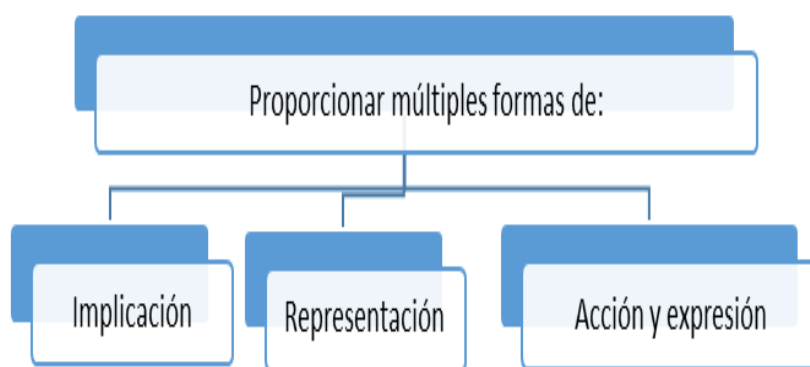 Proporcionar múltiples formas de:
Implicación
Representación
Acción y expresión